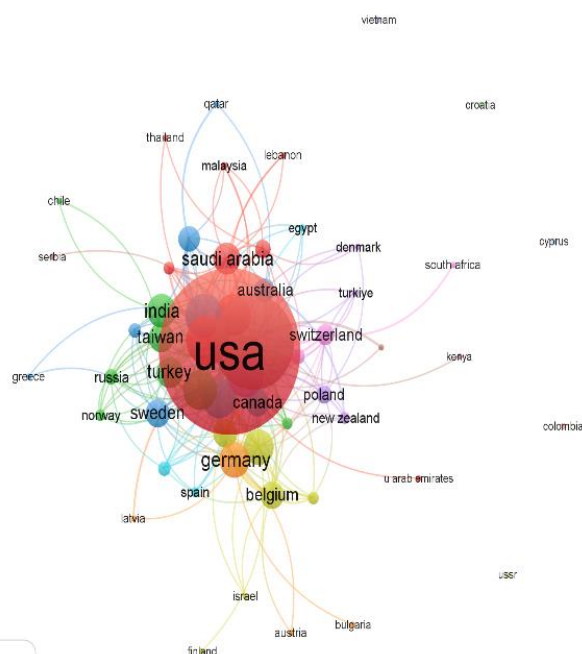 vietnam
qatar
croatia
thailand
malaysia
lebanon
chile
egypt
cyprus
denmark
serbia
saudi arabia
south africa
australia
turkiye
india
switzerland
taiwan
usa
kenya
greece
russia
turkey
poland
canada
norway
sweden
new zealand
colombia
germany
u arab emirates
spain
belgium
latvia
ussr
israel
bulgaria
austria
finland